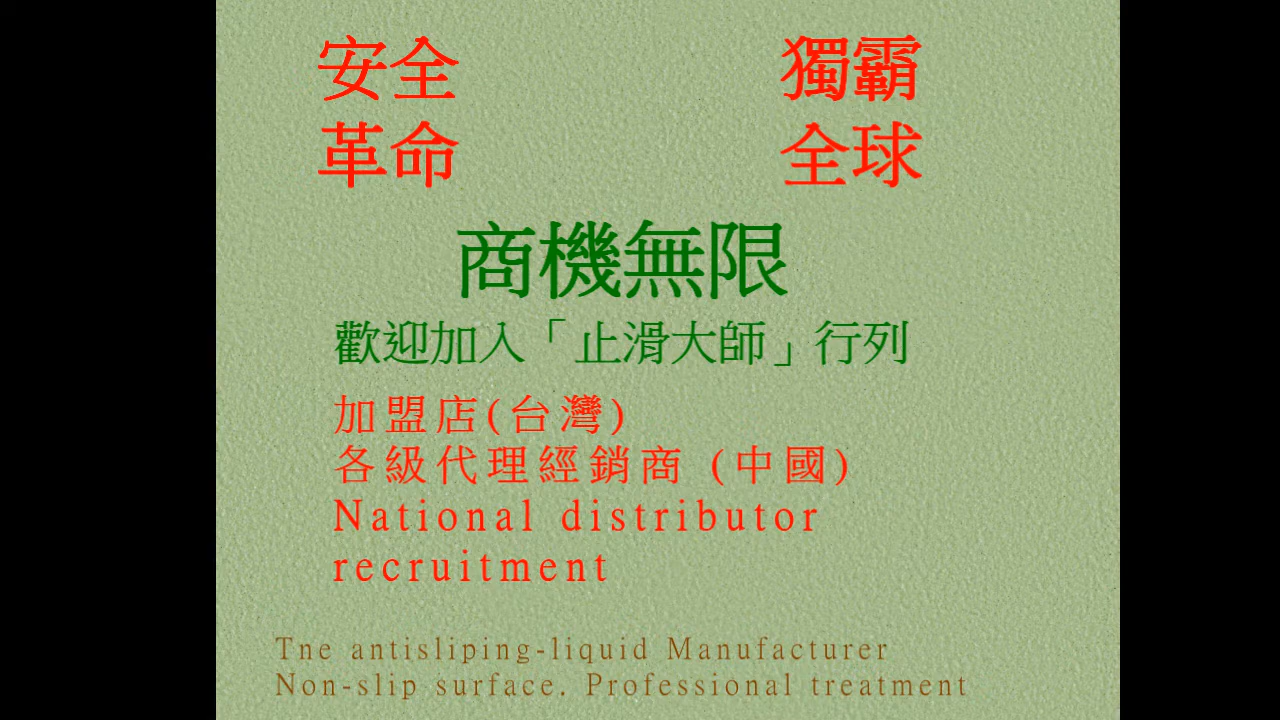 安全 獨霸
革命 全球
商機無限
歡迎加入「止滑大師」行列
加盟店(台灣)
各級代理經銷商 (中國)
National distributor
recruitment
Tne antisliping-liquid Manufacturer
Non-slip surface. Professional treatment